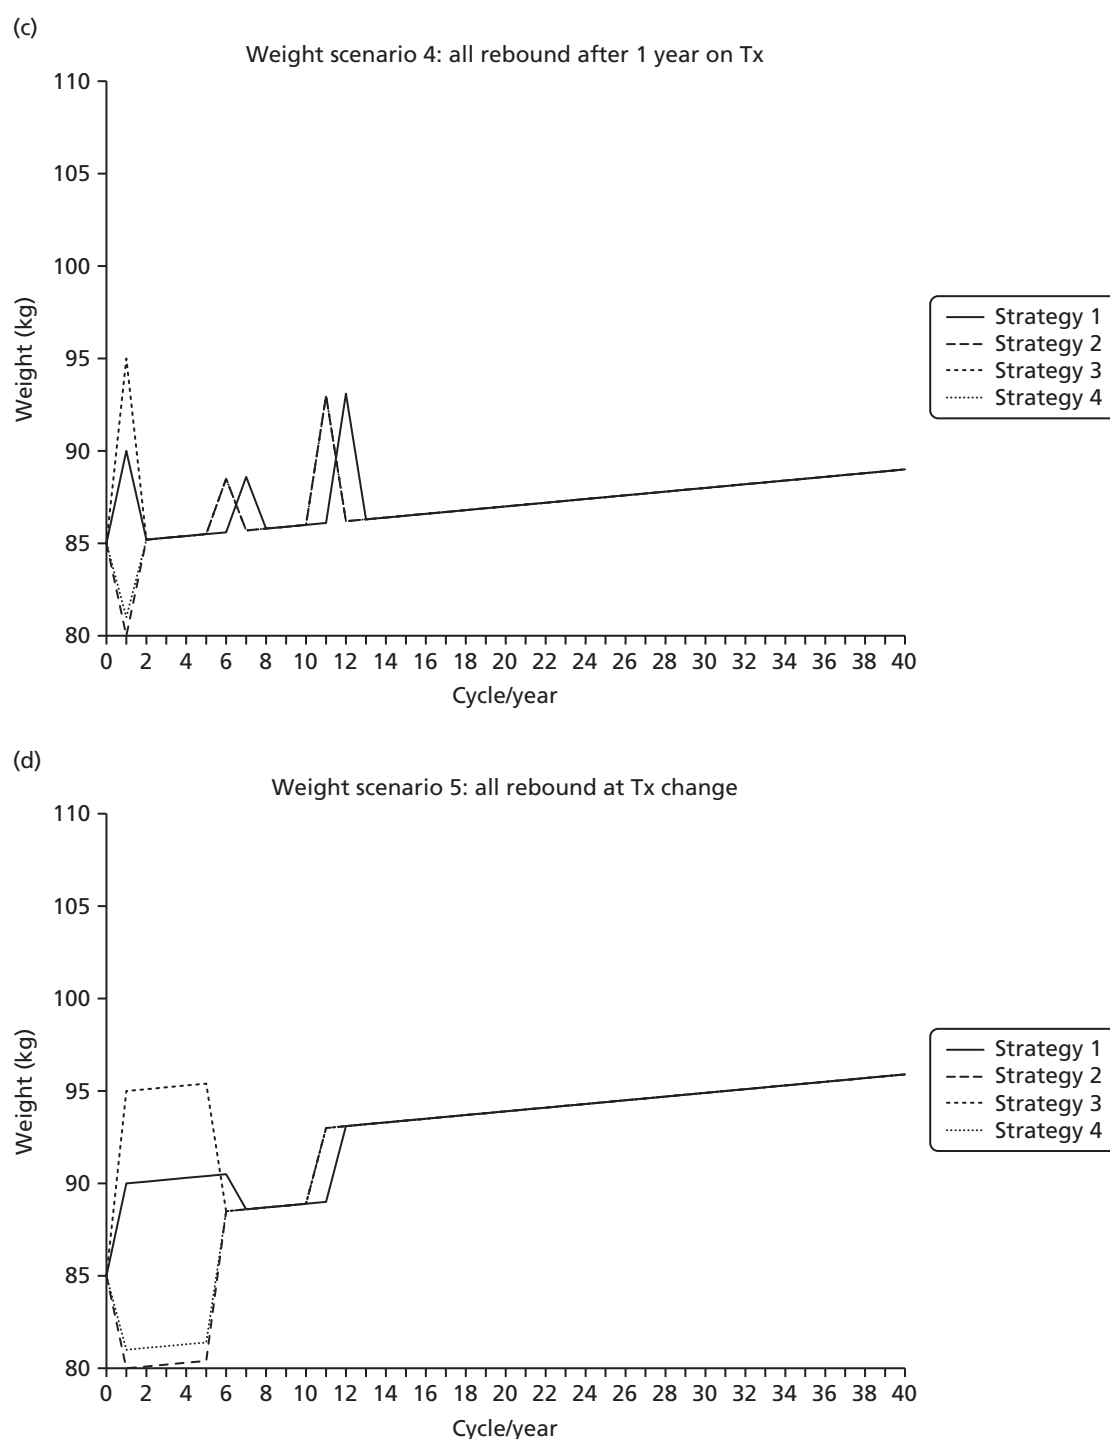 (c)
Weight scenario 4: all rebound after 1 year on Tx
110
105
100
95
90
85
80
Weight (kg)
0 2 4 6 8 10 12 14 16 18 20 22 24 26 28 30 32 34 36 38 40
Cycle/year
Strategy 1
Strategy 2
Strategy 3
Strategy 4
(d)
Weight scenario 5: all rebound at Tx change
110
105
100
95
90
85
80
Weight (kg)
0 2 4 6 8 10 12 14 16 18 20 22 24 26 28 30 32 34 36 38 40
Cycle/year
Strategy 1
Strategy 2
Strategy 3
Strategy 4